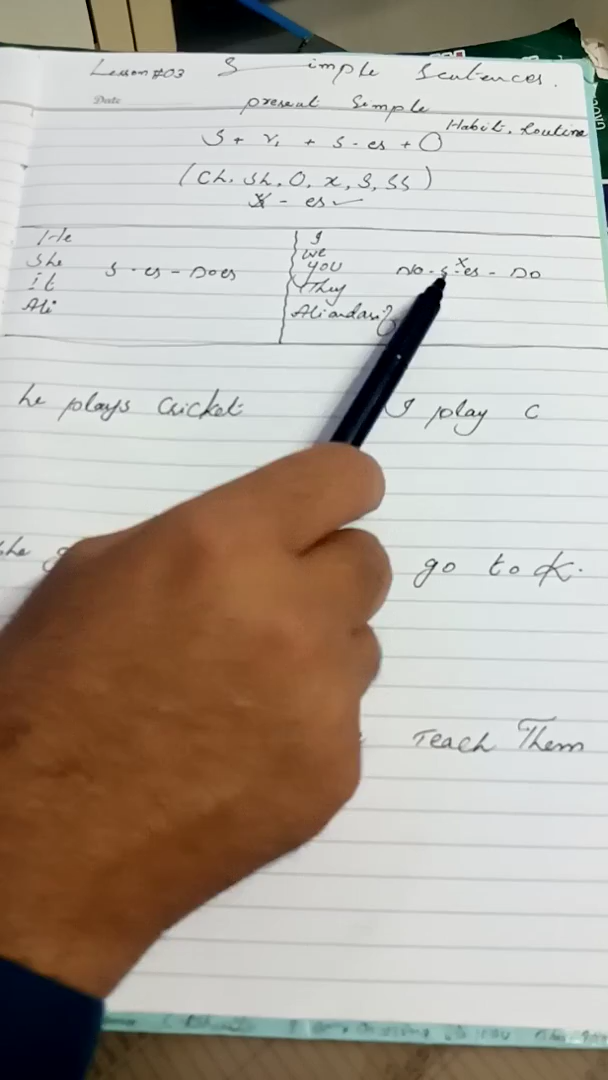 Lesson #03 Simple Sentences.
Date
present Simple
Habit, Routine
S + V₁ + s-es + O
(Ch, Sh, O, x, S, SS)
- es ✓
He
She
it
Ali
S - es - Does
I
we
you
They
Ali and
No - s - es - Do
he plays Cricket
I play C
she
go to K.
Teach Them